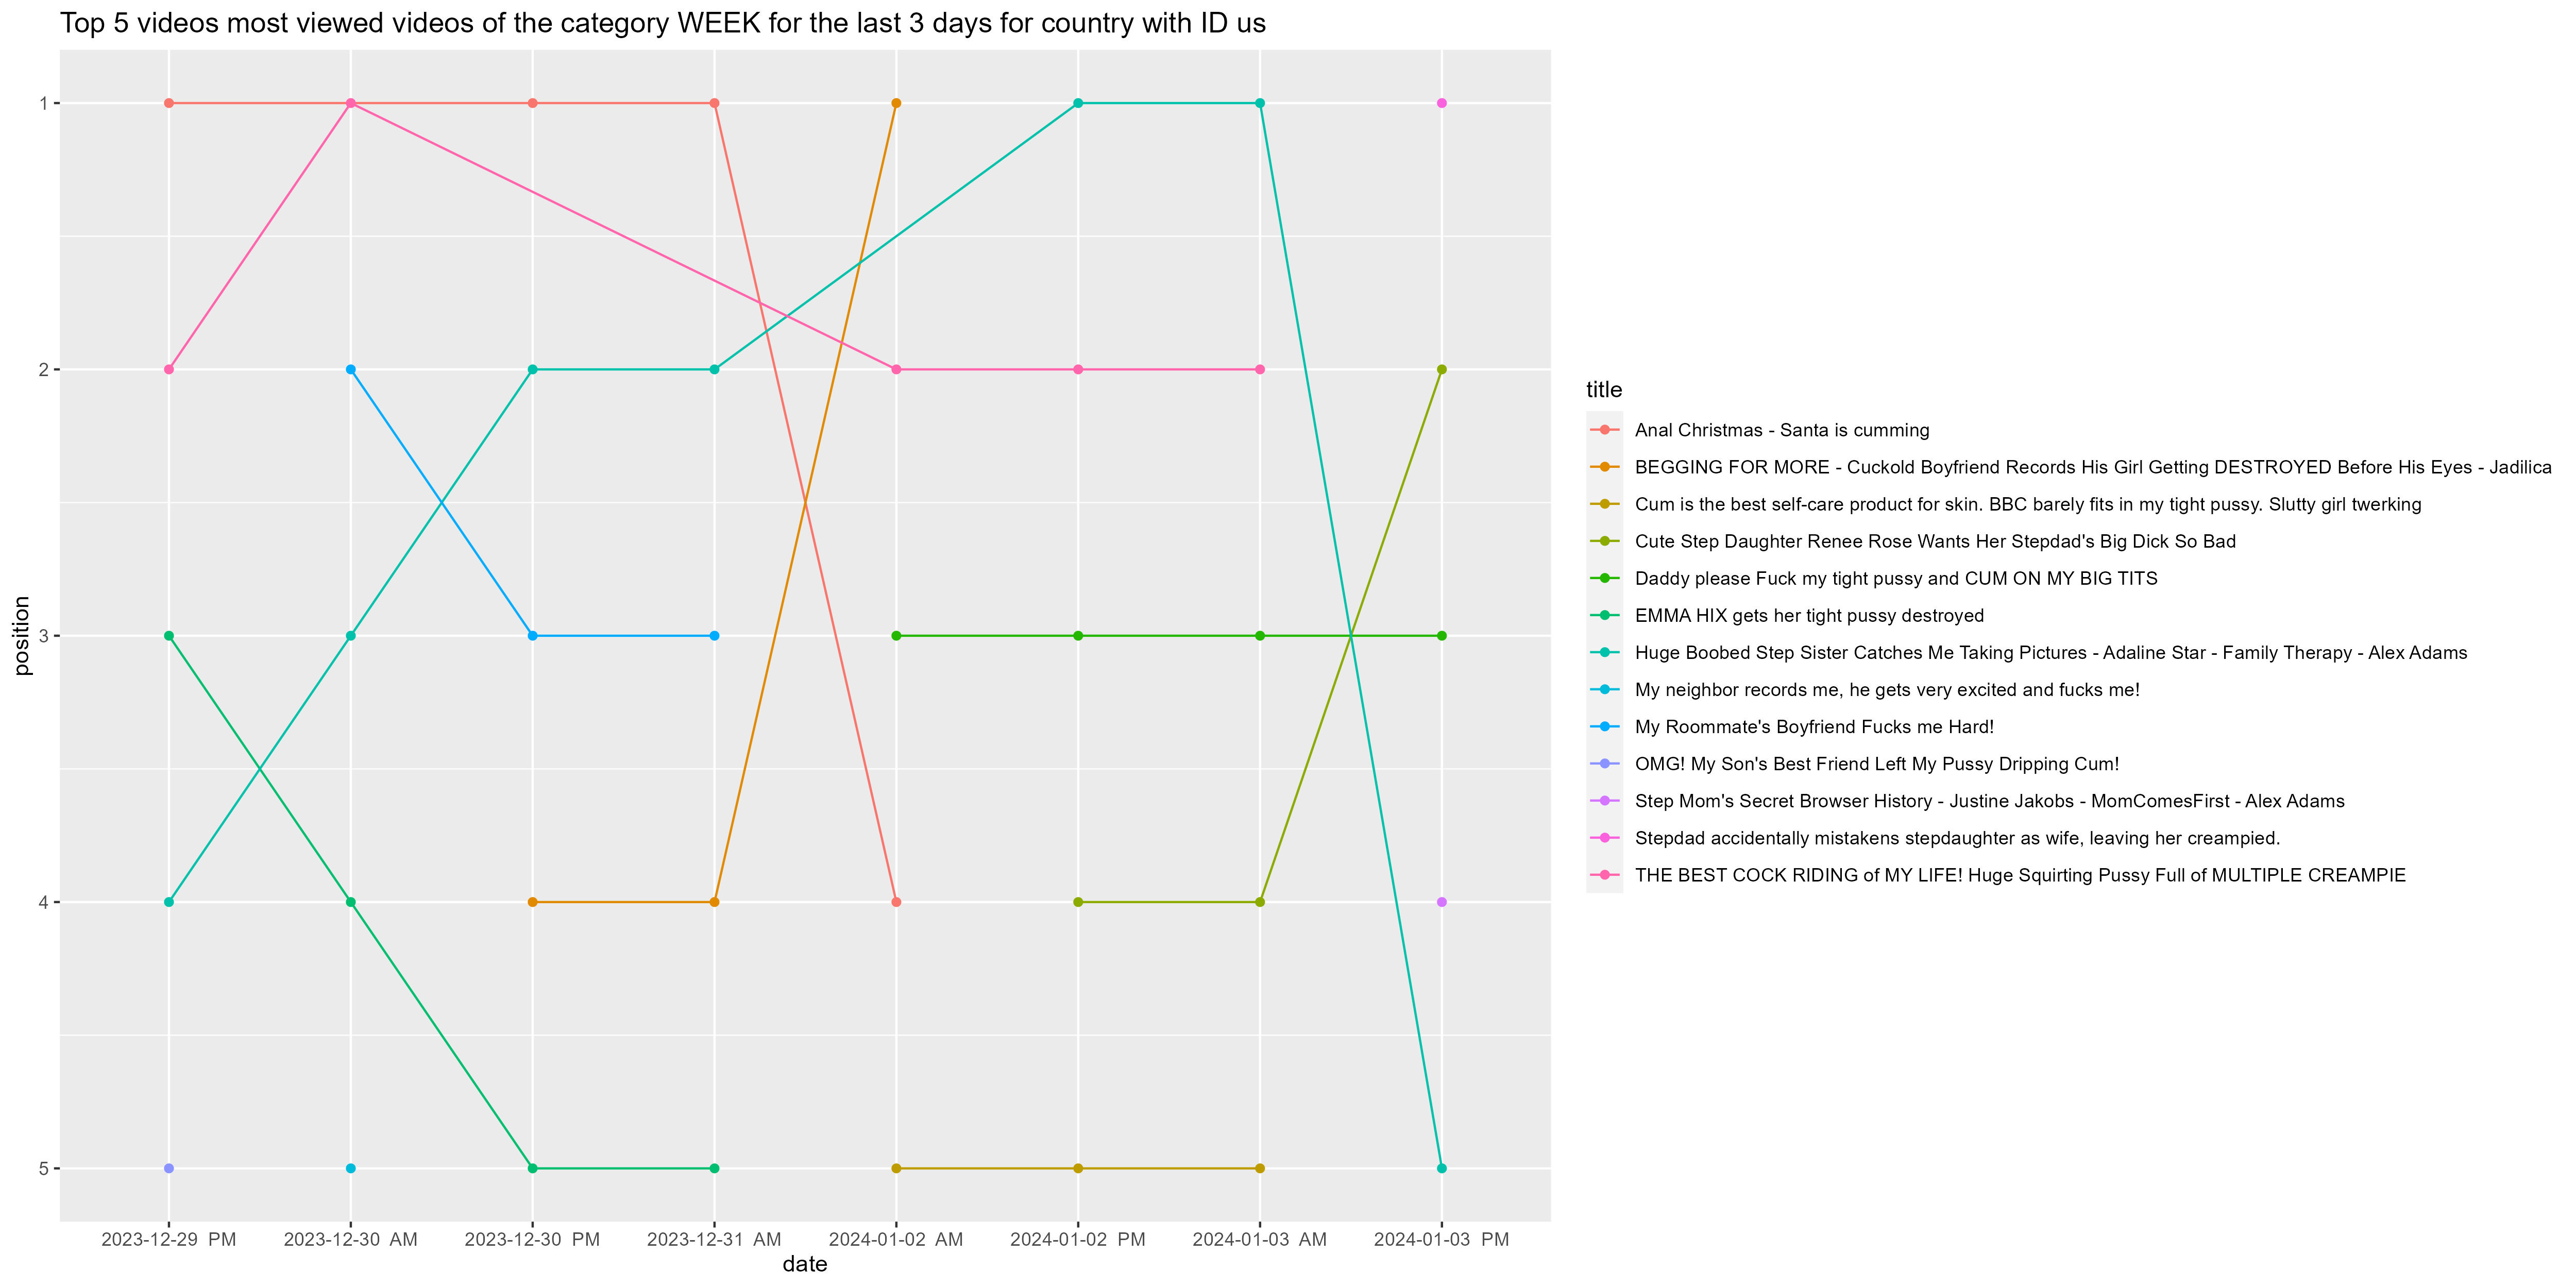 Top 5 videos most viewed videos of the category WEEK for the last 3 days for country with ID us
position
1
2
3
4
5
2023-12-29 PM
2023-12-30 AM
2023-12-30 PM
2023-12-31 AM
2024-01-02 AM
2024-01-02 PM
2024-01-03 AM
2024-01-03 PM
date
title
Anal Christmas - Santa is cumming
BEGGING FOR MORE - Cuckold Boyfriend Records His Girl Getting DESTROYED Before His Eyes - Jadilica
Cum is the best self-care product for skin. BBC barely fits in my tight pussy. Slutty girl twerking
Cute Step Daughter Renee Rose Wants Her Stepdad's Big Dick So Bad
Daddy please Fuck my tight pussy and CUM ON MY BIG TITS
EMMA HIX gets her tight pussy destroyed
Huge Boobed Step Sister Catches Me Taking Pictures - Adaline Star - Family Therapy - Alex Adams
My neighbor records me, he gets very excited and fucks me!
My Roommate's Boyfriend Fucks me Hard!
OMG! My Son's Best Friend Left My Pussy Dripping Cum!
Step Mom's Secret Browser History - Justine Jakobs - MomComesFirst - Alex Adams
Stepdad accidentally mistakens stepdaughter as wife, leaving her creampied.
THE BEST COCK RIDING of MY LIFE! Huge Squirting Pussy Full of MULTIPLE CREAMPIE